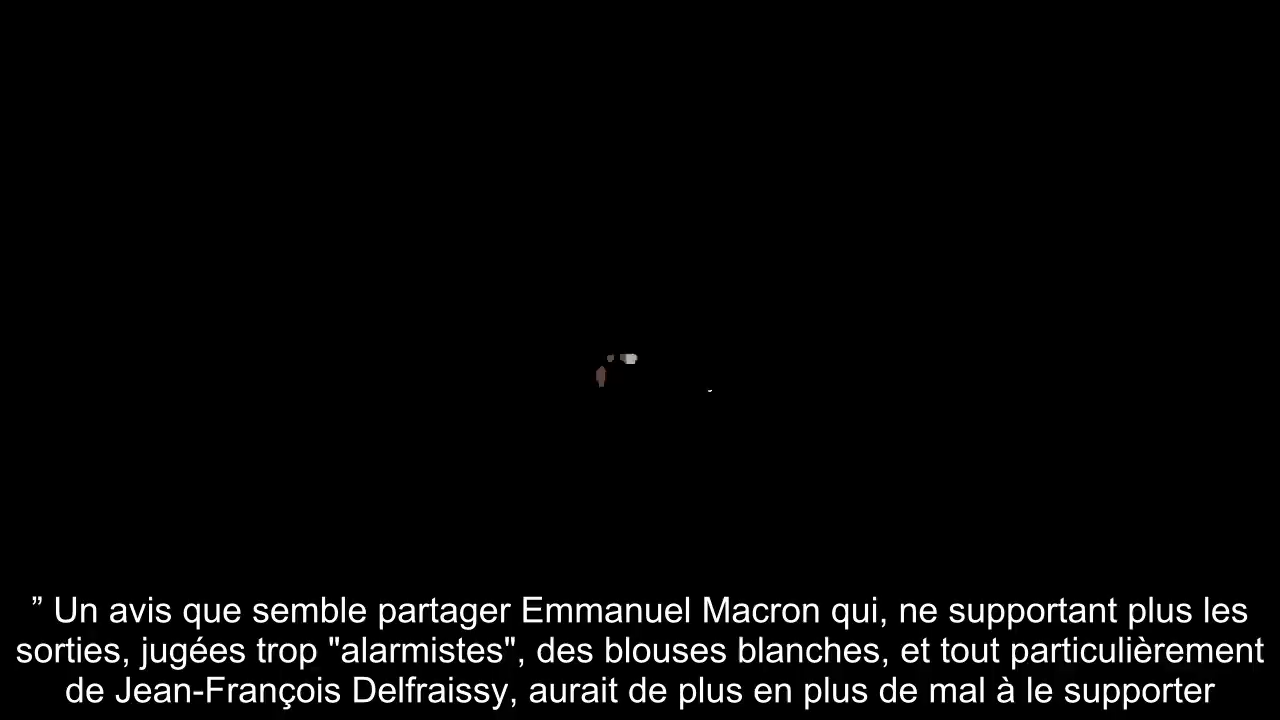 ” Un avis que semble partager Emmanuel Macron qui, ne supportant plus les
sorties, jugées trop "alarmistes", des blouses blanches, et tout particulièrement
de Jean-François Delfraissy, aurait de plus en plus de mal à le supporter